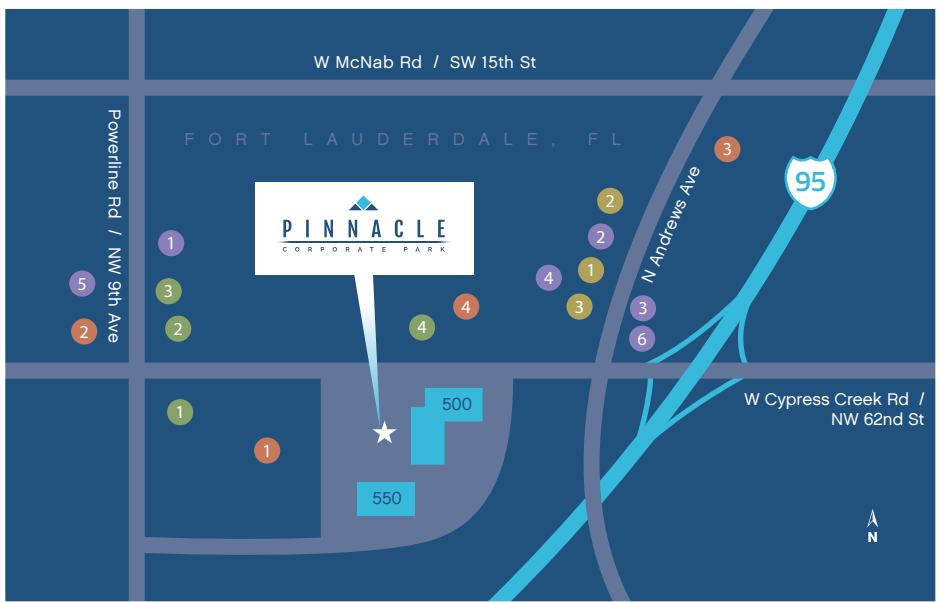 W McNab Rd / SW 15th St
FORT LAUDERDALE, FL
Powerline Rd / NW 9th Ave
N Andrews Ave
95
PINNACLE
CORPORATE PARK
3
2
1
2
5
3
4
1
3
4
3
2
2
4
6
W Cypress Creek Rd /
NW 62nd St
500
1
1
550
N